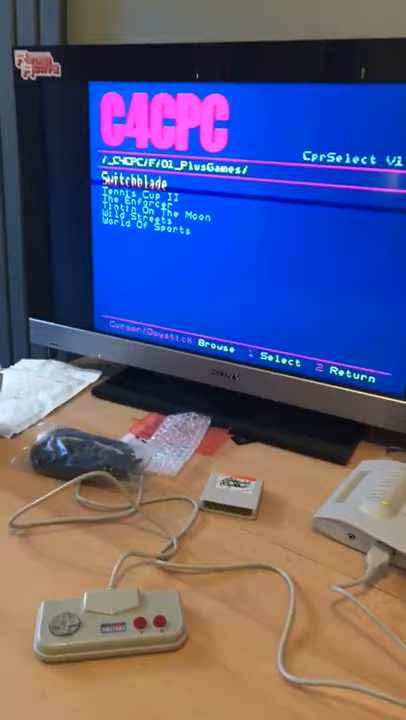 C4CPC
/_C4CPC/F/01_PlusGames/
CprSelect V1
Switchblade
Tennis Cup II
The Enforcer
Tintin On The Moon
Wild Streets
World Of Sports
Cursor/Joystick Browse 1 Select 2 Return